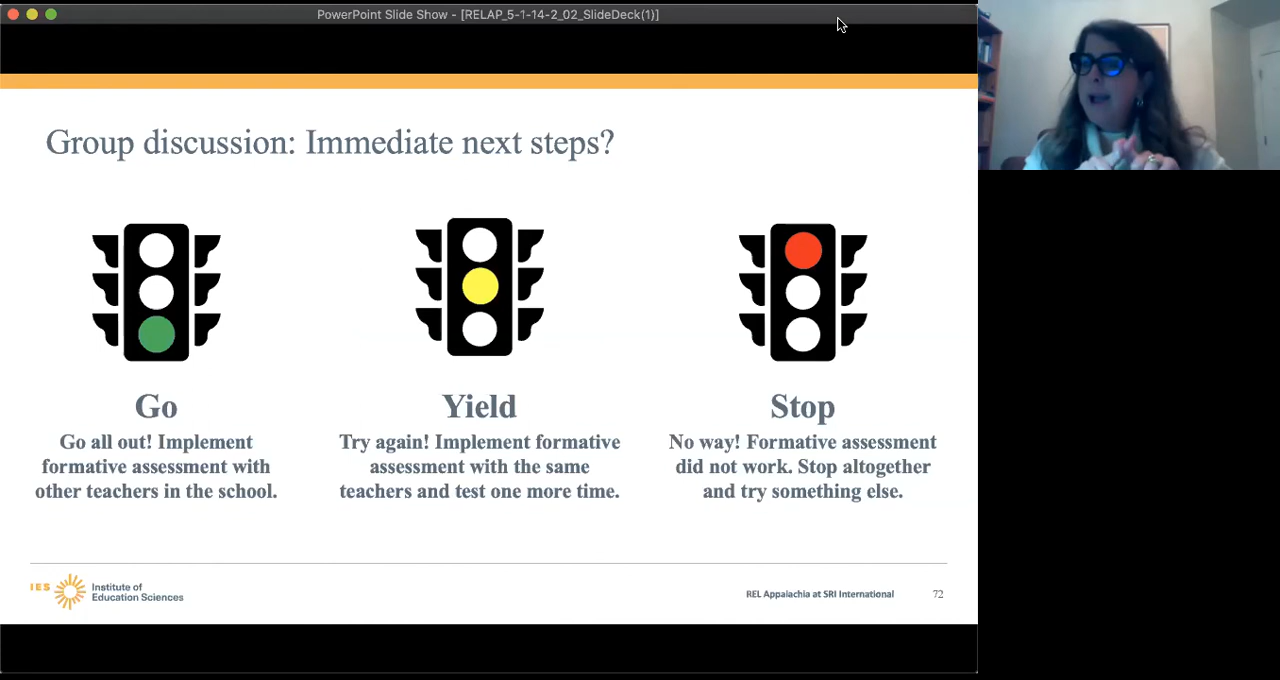 PowerPoint Slide Show - [RELAP_5-1-14-2_02_SlideDeck(1)]
Group discussion: Immediate next steps?
Go
Go all out! Implement
formative assessment with
other teachers in the school.
Yield
Try again! Implement formative
assessment with the same
teachers and test one more time.
Stop
No way! Formative assessment
did not work. Stop altogether
and try something else.
IES
Institute of
Education Sciences
REL Appalachia at SRI International
72